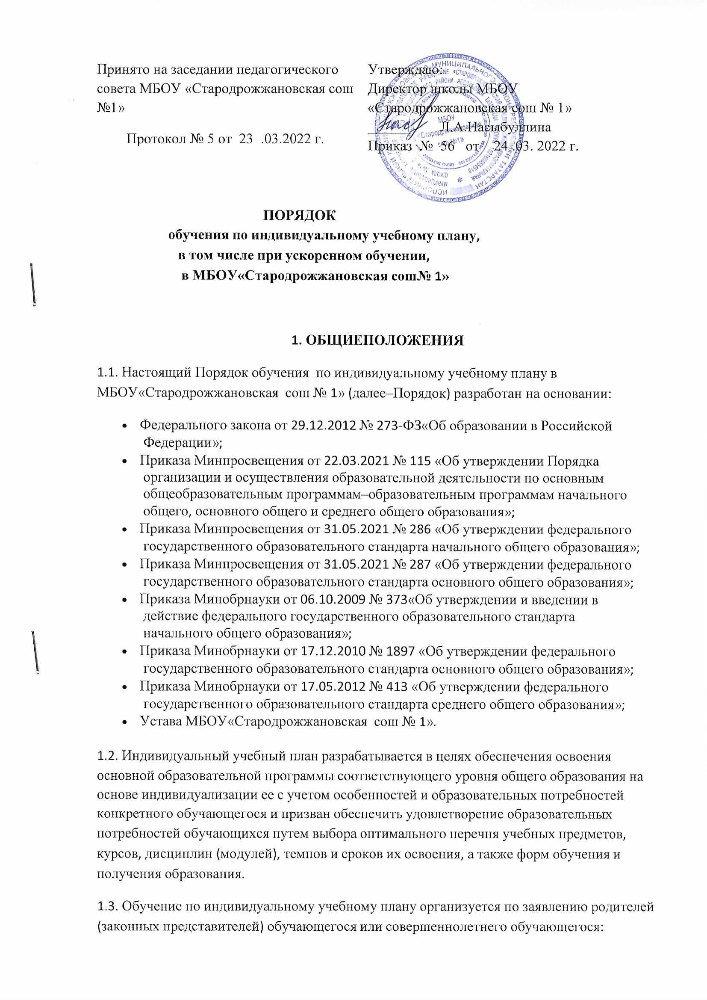 Принято на заседании педагогического
совета МБОУ «Стародрожжановская сош
№1»
Протокол № 5 от 23 .03.2022 г.
Утверждаю:
Директор школы МБОУ
«Стародрожжановская сош № 1»
Л.А.Насыбуллина
Приказ № 56 от 24 .03. 2022 г.
МБОУ
«Стародрожжановская
сош №1»
ПОРЯДОК
обучения по индивидуальному учебному плану,
в том числе при ускоренном обучении,
в МБОУ«Стародрожжановская сош№ 1»
1. ОБЩИЕПОЛОЖЕНИЯ
1.1. Настоящий Порядок обучения по индивидуальному учебному плану в
МБОУ«Стародрожжановская сош № 1» (далее–Порядок) разработан на основании:
• Федерального закона от 29.12.2012 № 273-ФЗ«Об образовании в Российской
Федерации»;
• Приказа Минпросвещения от 22.03.2021 № 115 «Об утверждении Порядка
организации и осуществления образовательной деятельности по основным
общеобразовательным программам–образовательным программам начального
общего, основного общего и среднего общего образования»;
• Приказа Минпросвещения от 31.05.2021 № 286 «Об утверждении федерального
государственного образовательного стандарта начального общего образования»;
• Приказа Минпросвещения от 31.05.2021 № 287 «Об утверждении федерального
государственного образовательного стандарта основного общего образования»;
• Приказа Минобрнауки от 06.10.2009 № 373«Об утверждении и введении в
действие федерального государственного образовательного стандарта
начального общего образования»;
• Приказа Минобрнауки от 17.12.2010 № 1897 «Об утверждении федерального
государственного образовательного стандарта основного общего образования»;
• Приказа Минобрнауки от 17.05.2012 № 413 «Об утверждении федерального
государственного образовательного стандарта среднего общего образования»;
• Устава МБОУ«Стародрожжановская сош № 1».
1.2. Индивидуальный учебный план разрабатывается в целях обеспечения освоения
основной образовательной программы соответствующего уровня общего образования на
основе индивидуализации ее с учетом особенностей и образовательных потребностей
конкретного обучающегося и призван обеспечить удовлетворение образовательных
потребностей обучающихся путем выбора оптимального перечня учебных предметов,
курсов, дисциплин (модулей), темпов и сроков их освоения, а также форм обучения и
получения образования.
1.3. Обучение по индивидуальному учебному плану организуется по заявлению родителей
(законных представителей) обучающегося или совершеннолетнего обучающегося: